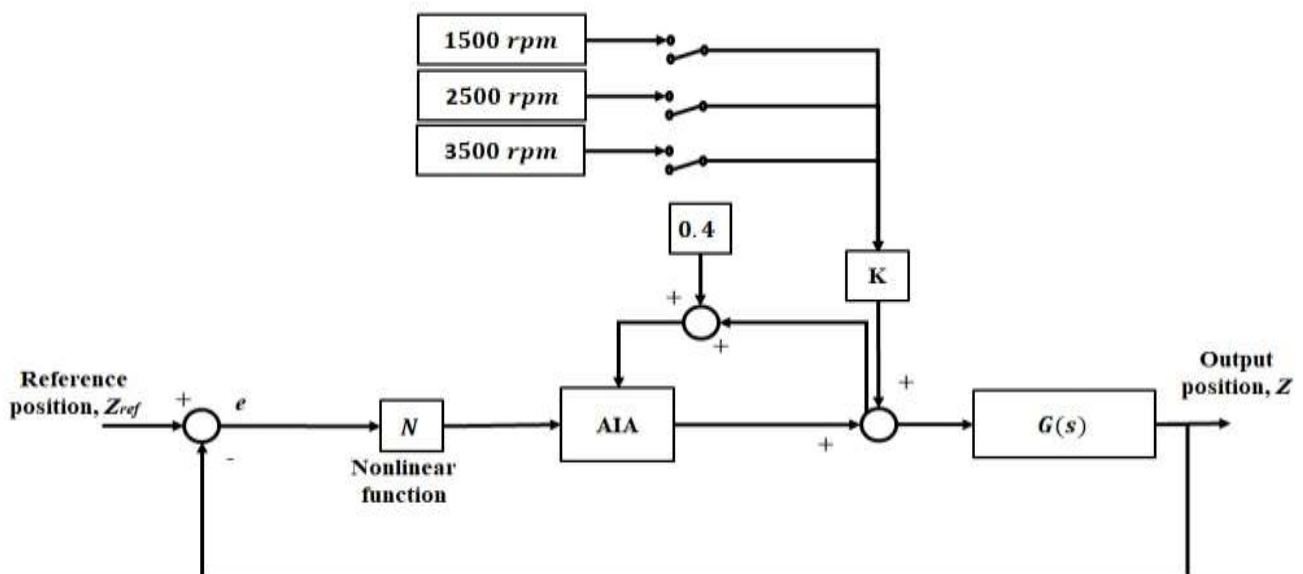 1500 rpm
2500 rpm
3500 rpm
0.4
K
+
+
+
+
Reference
position, Zref
+
e
-
N
Nonlinear
function
AIA
G(s)
Output
position, Z